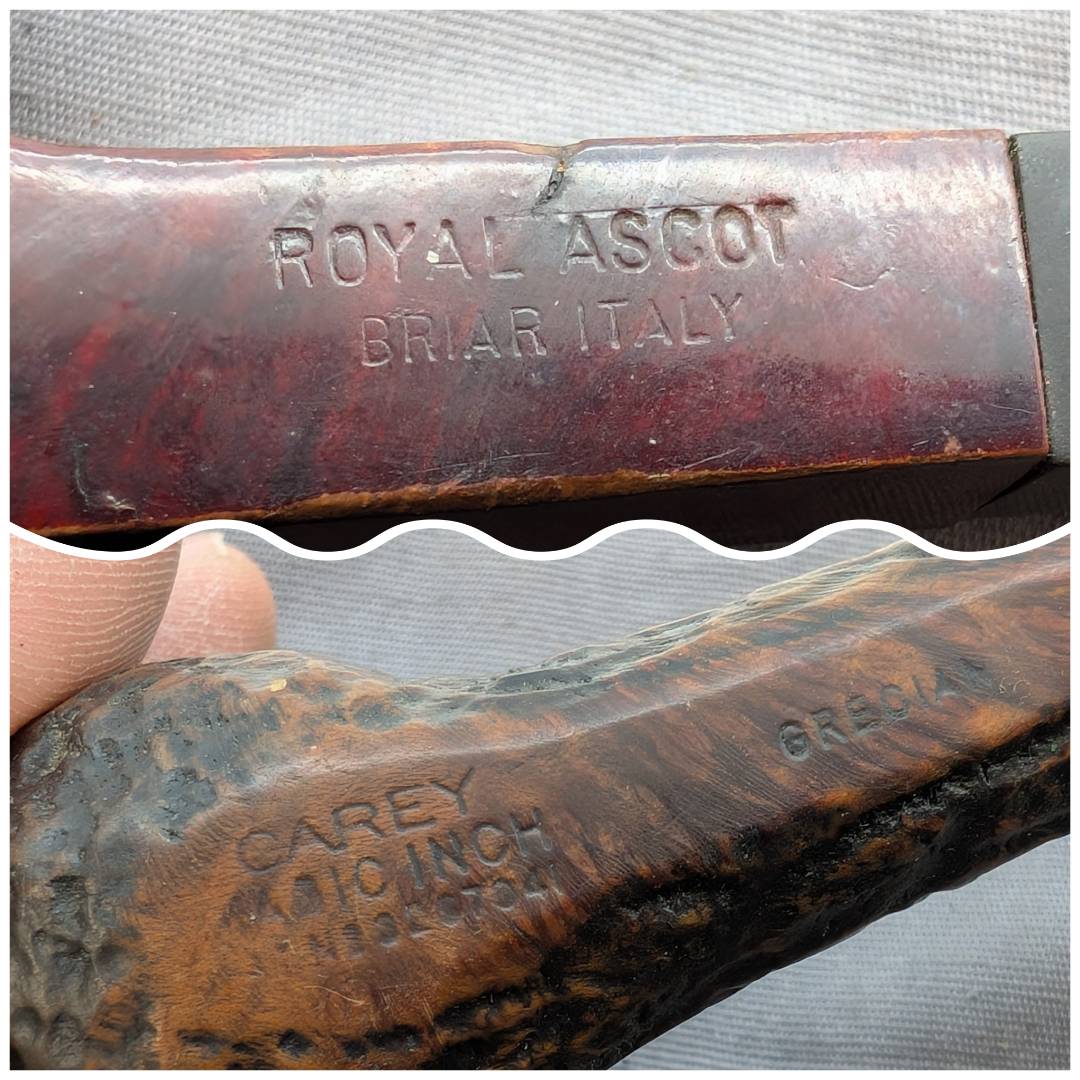 ROYAL ASCOT
BRIAR ITALY
CAREY
MAGIC INCH
GRECIAN